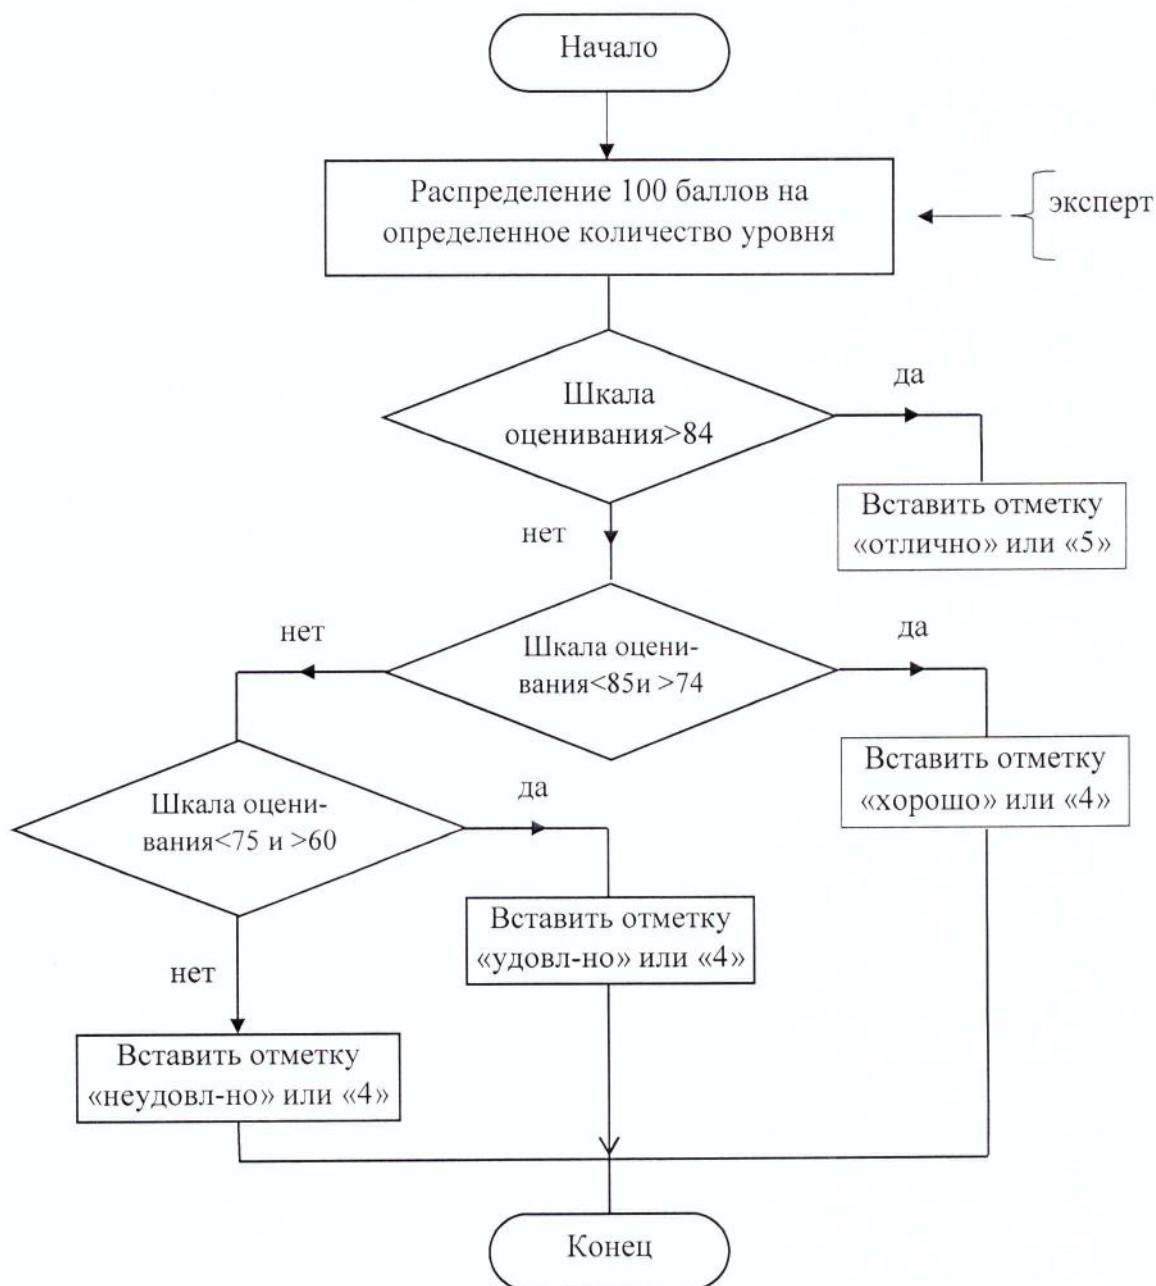 Начало
Распределение 100 баллов на
определенное количество уровня
эксперт
Шкала
оценивания>84
да
Вставить отметку
«отлично» или «5»
нет
Шкала оцени-
вания<85и >74
да
Вставить отметку
«хорошо» или «4»
нет
Шкала оцени-
вания<75 и >60
да
Вставить отметку
«удовл-но» или «4»
нет
Вставить отметку
«неудовл-но» или «4»
Конец